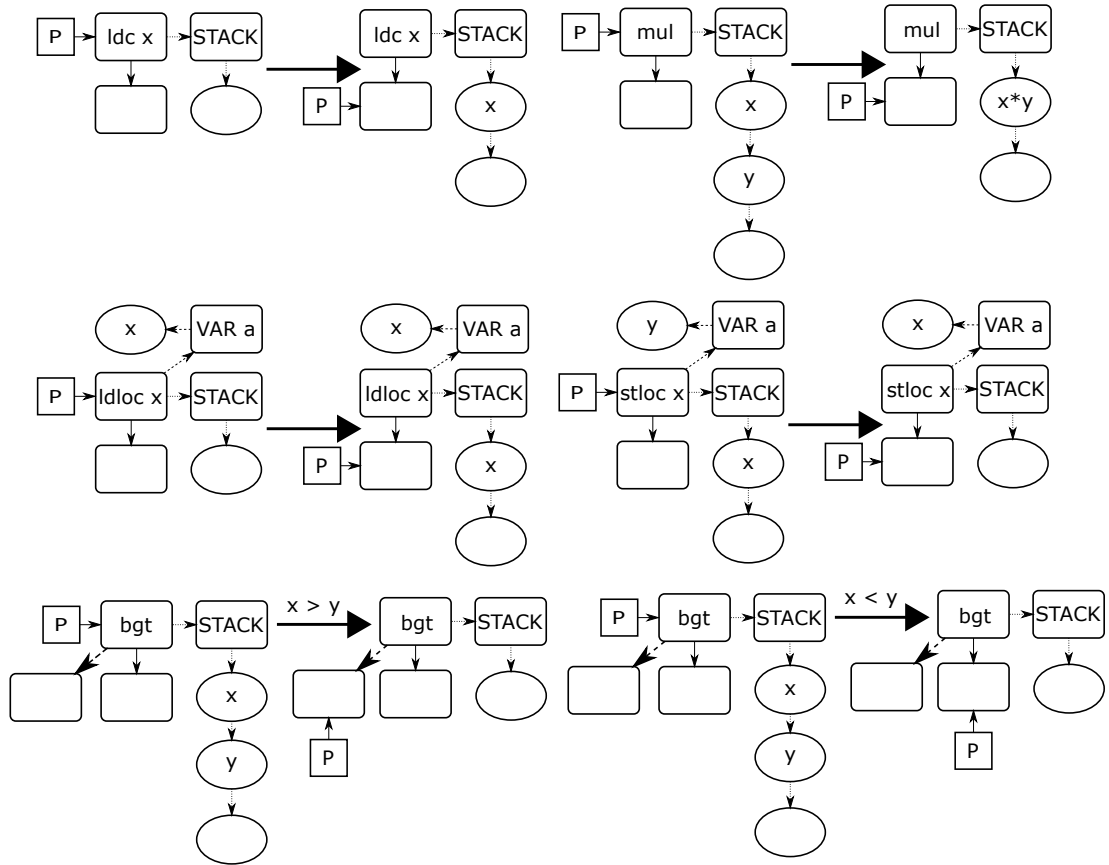 P ldc x STACK
ldc x STACK
P x
P mul STACK
x
y
mul STACK
P x*y
x VAR a
P ldloc x STACK
x VAR a
ldloc x STACK
P x
y VAR a
P stloc x STACK
x
x VAR a
stloc x STACK
P
P bgt STACK
x
y
x > y
bgt STACK
P
P bgt STACK
x
y
x < y
bgt STACK
P